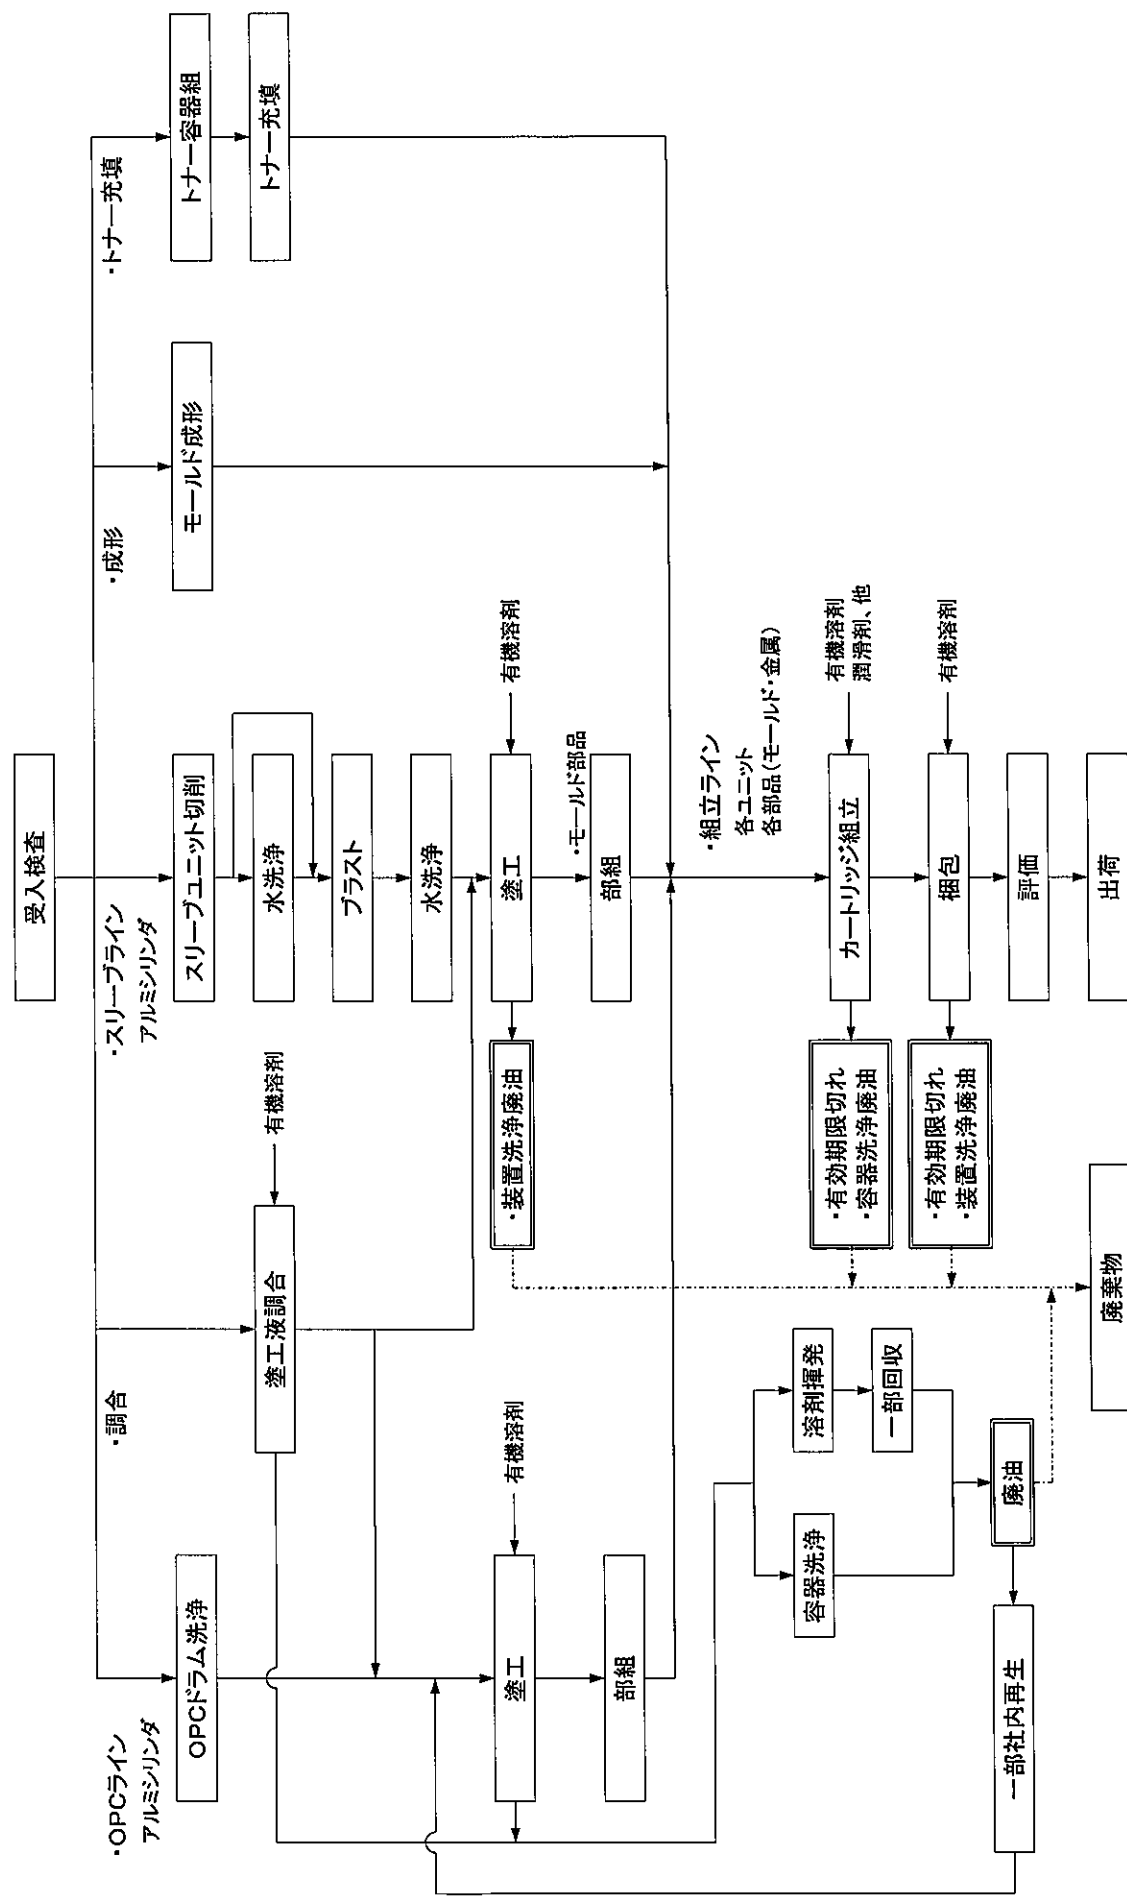 受入検査
・OPCライン
アルミシリンダ
・調合
・スリーブライン
アルミシリンダ
・成形
・トナー充填
OPCドラム洗浄
スリーブユニット切削
モールド成形
トナー容器組
塗工液調合
有機溶剤
水洗浄
トナー充填
ブラスト
水洗浄
塗工
有機溶剤
・装置洗浄廃油
塗工
有機溶剤
・モールド部品
部組
部組
・組立ライン
各ユニット
各部品(モールド・金属)
容器洗浄
溶剤揮発
一部回収
・有効期限切れ
・容器洗浄廃油
カートリッジ組立
有機溶剤
潤滑剤、他
・有効期限切れ
・装置洗浄廃油
梱包
有機溶剤
一部社内再生
廃油
評価
廃棄物
出荷